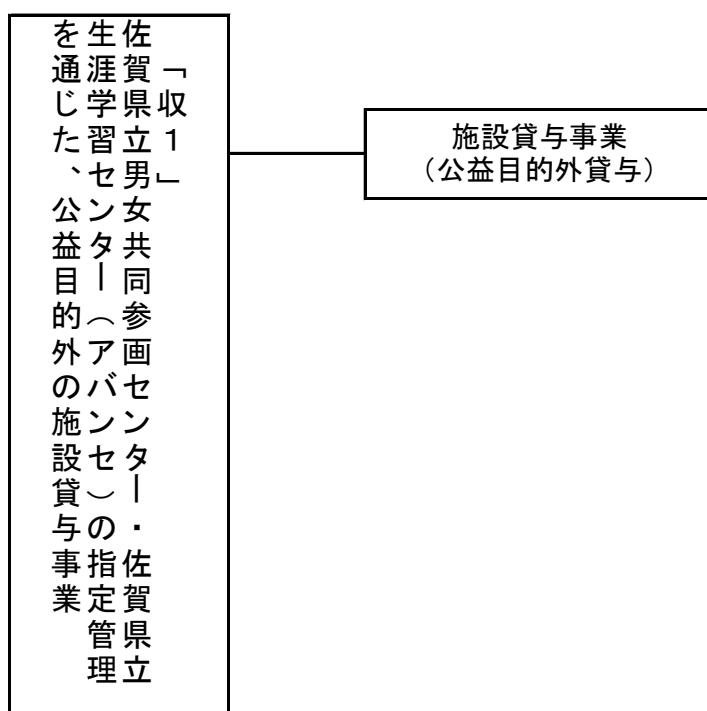 「収１」
佐賀県立男女共同参画センター・佐賀県立
生涯学習センター（アバンセ）の指定管理
を通じた、公益目的外の施設貸与事業
施設貸与事業
（公益目的外貸与）